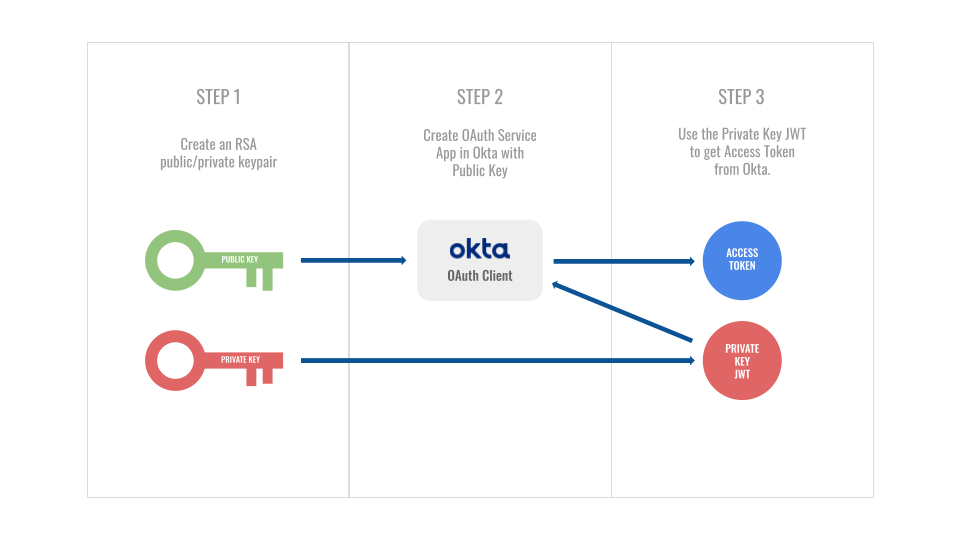 STEP 1
Create an RSA
public/private keypair
STEP 2
Create OAuth Service
App in Okta with
Public Key
STEP 3
Use the Private Key JWT
to get Access Token
from Okta.
PUBLIC KEY
okta
OAuth Client
ACCESS
TOKEN
PRIVATE KEY
PRIVATE
KEY
JWT